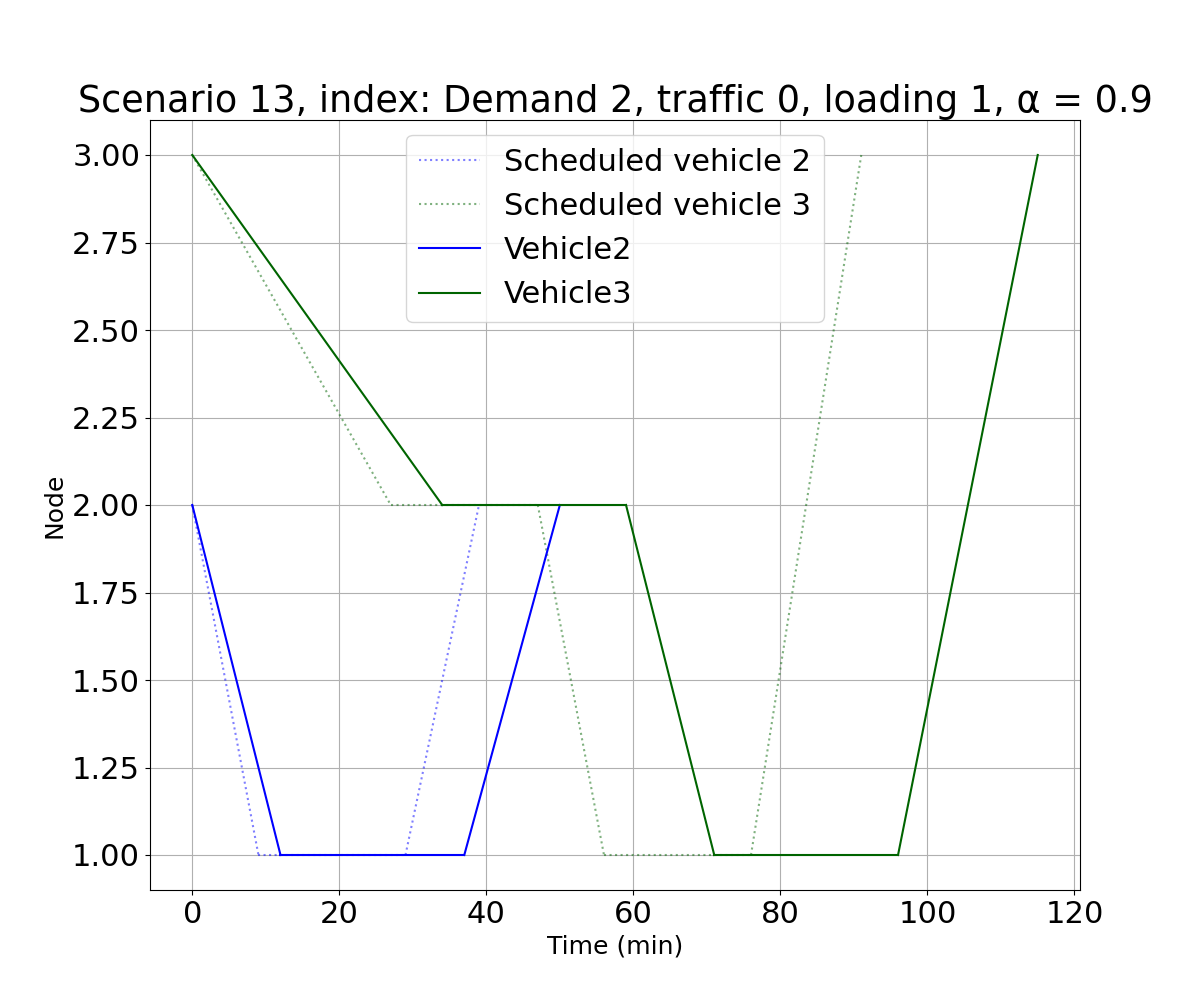 Scenario 13, index: Demand 2, traffic 0, loading 1, α = 0.9
Scheduled vehicle 2
Scheduled vehicle 3
Vehicle2
Vehicle3
3.00
2.75
2.50
2.25
2.00
1.75
1.50
1.25
1.00
Node
0 20 40 60 80 100 120
Time (min)